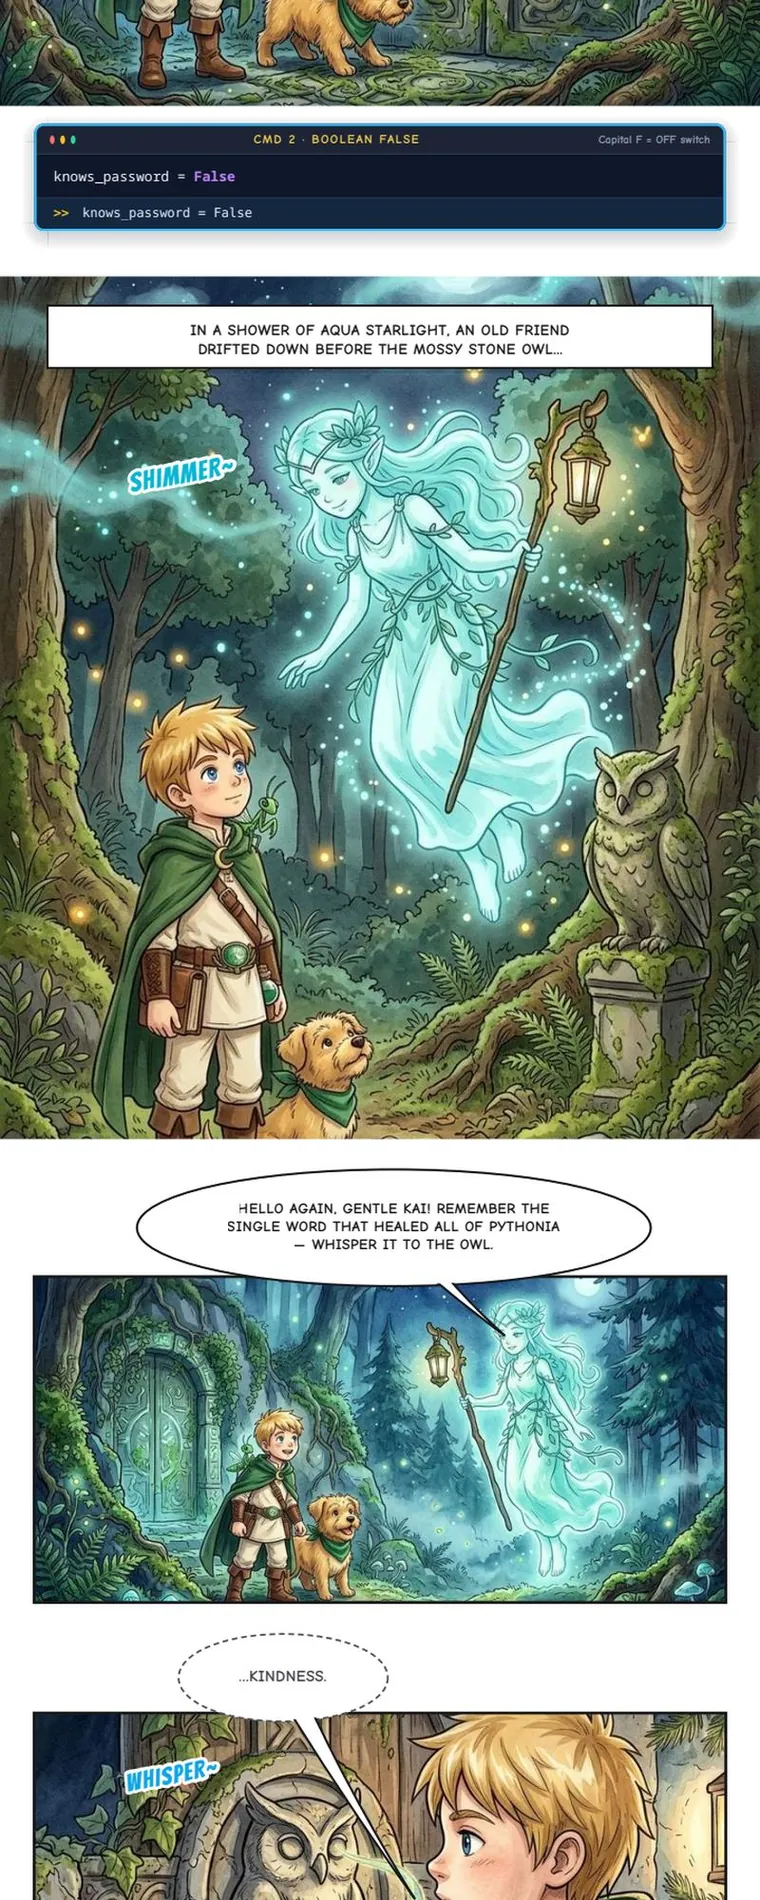 CMD 2 · BOOLEAN FALSE
Capital F = OFF switch
knows_password = False
>> knows_password = False
IN A SHOWER OF AQUA STARLIGHT, AN OLD FRIEND
DRIFTED DOWN BEFORE THE MOSSY STONE OWL...
SHIMMER~
HELLO AGAIN, GENTLE KAI! REMEMBER THE
SINGLE WORD THAT HEALED ALL OF PYTHONIA
— WHISPER IT TO THE OWL.
...KINDNESS.
WHISPER~